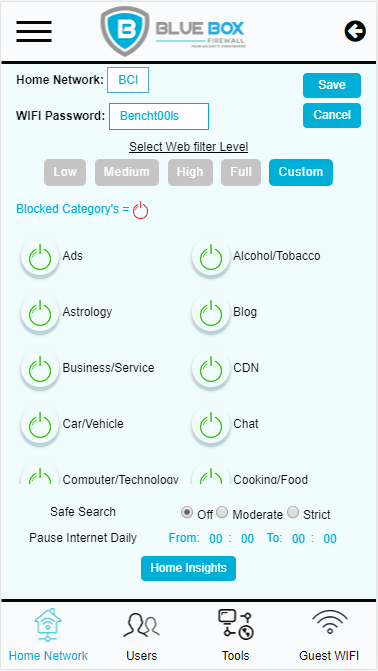 BLUE BOX
FIREWALL
YOUR SECURITY, EVERYWHERE!
Home Network: BCI
Save
WIFI Password: Bencht00ls
Cancel
Select Web filter Level
Low Medium High Full Custom
Blocked Category's =
Ads Alcohol/Tobacco
Astrology Blog
Business/Service CDN
Car/Vehicle Chat
Computer/Technology Cooking/Food
Safe Search Off Moderate Strict
Pause Internet Daily From: 00 : 00 To: 00 : 00
Home Insights
Home Network Users Tools Guest WIFI